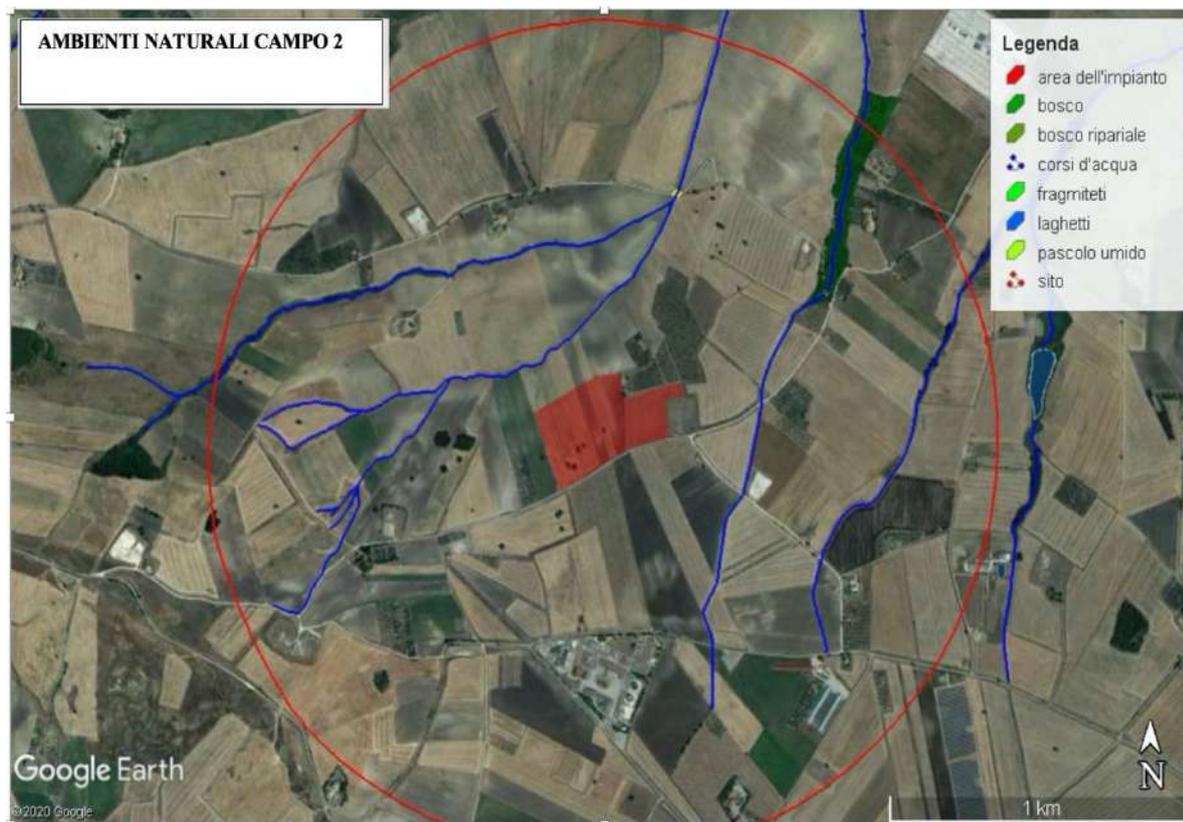 AMBIENTI NATURALI CAMPO 2
Legenda
area dell'impianto
bosco
bosco ripariale
corsi d'acqua
fragmiteti
laghetti
pascolo umido
sito
N
Google Earth
©2020 Google
1 km